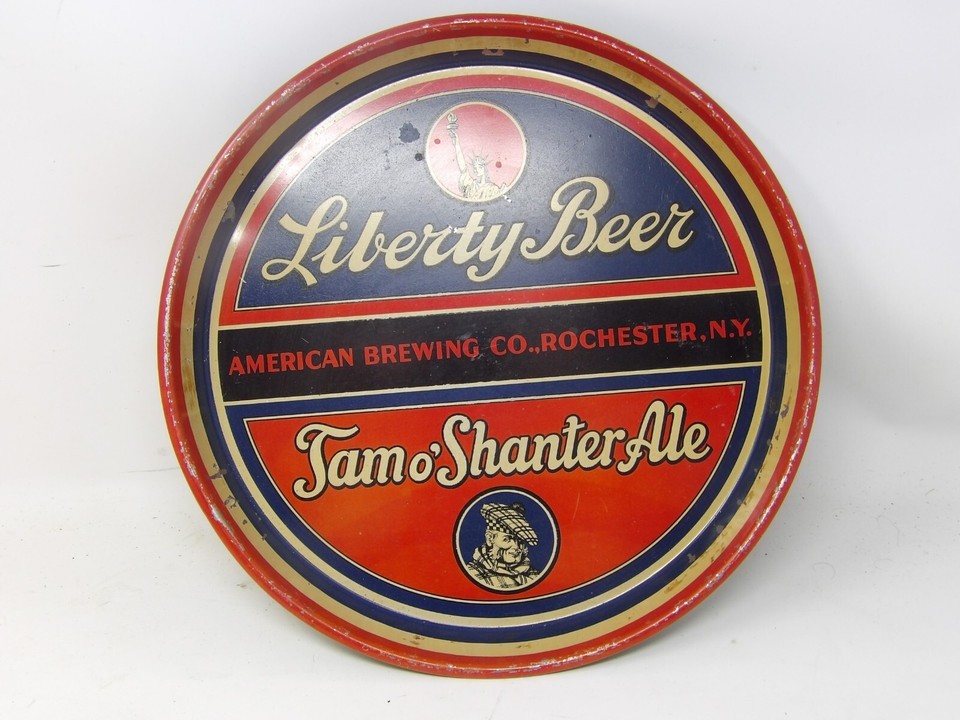 Liberty Beer
AMERICAN BREWING CO., ROCHESTER, N.Y.
Tam o' Shanter Ale